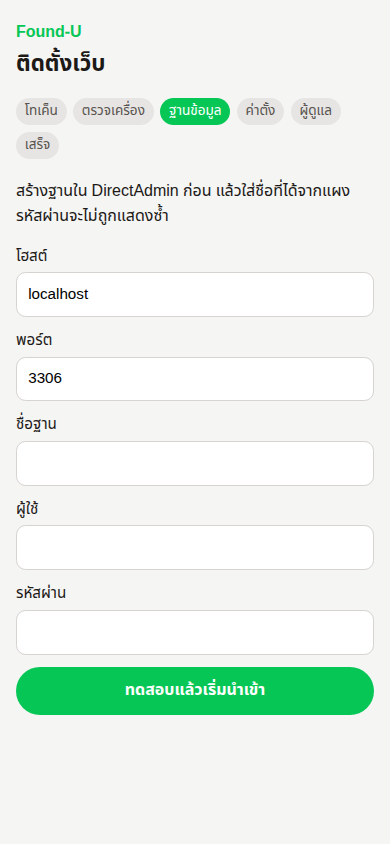 Found-U
ติดตั้งเว็บ
โทเค็น ตรวจเครื่อง ฐานข้อมูล ค่าตั้ง ผู้ดูแล
เสร็จ
สร้างฐานใน DirectAdmin ก่อน แล้วใส่ชื่อที่ได้จากแผง
รหัสผ่านจะไม่ถูกแสดงซ้ำ
โฮสต์
localhost
พอร์ต
3306
ชื่อฐาน
ผู้ใช้
รหัสผ่าน
ทดสอบแล้วเริ่มนำเข้า